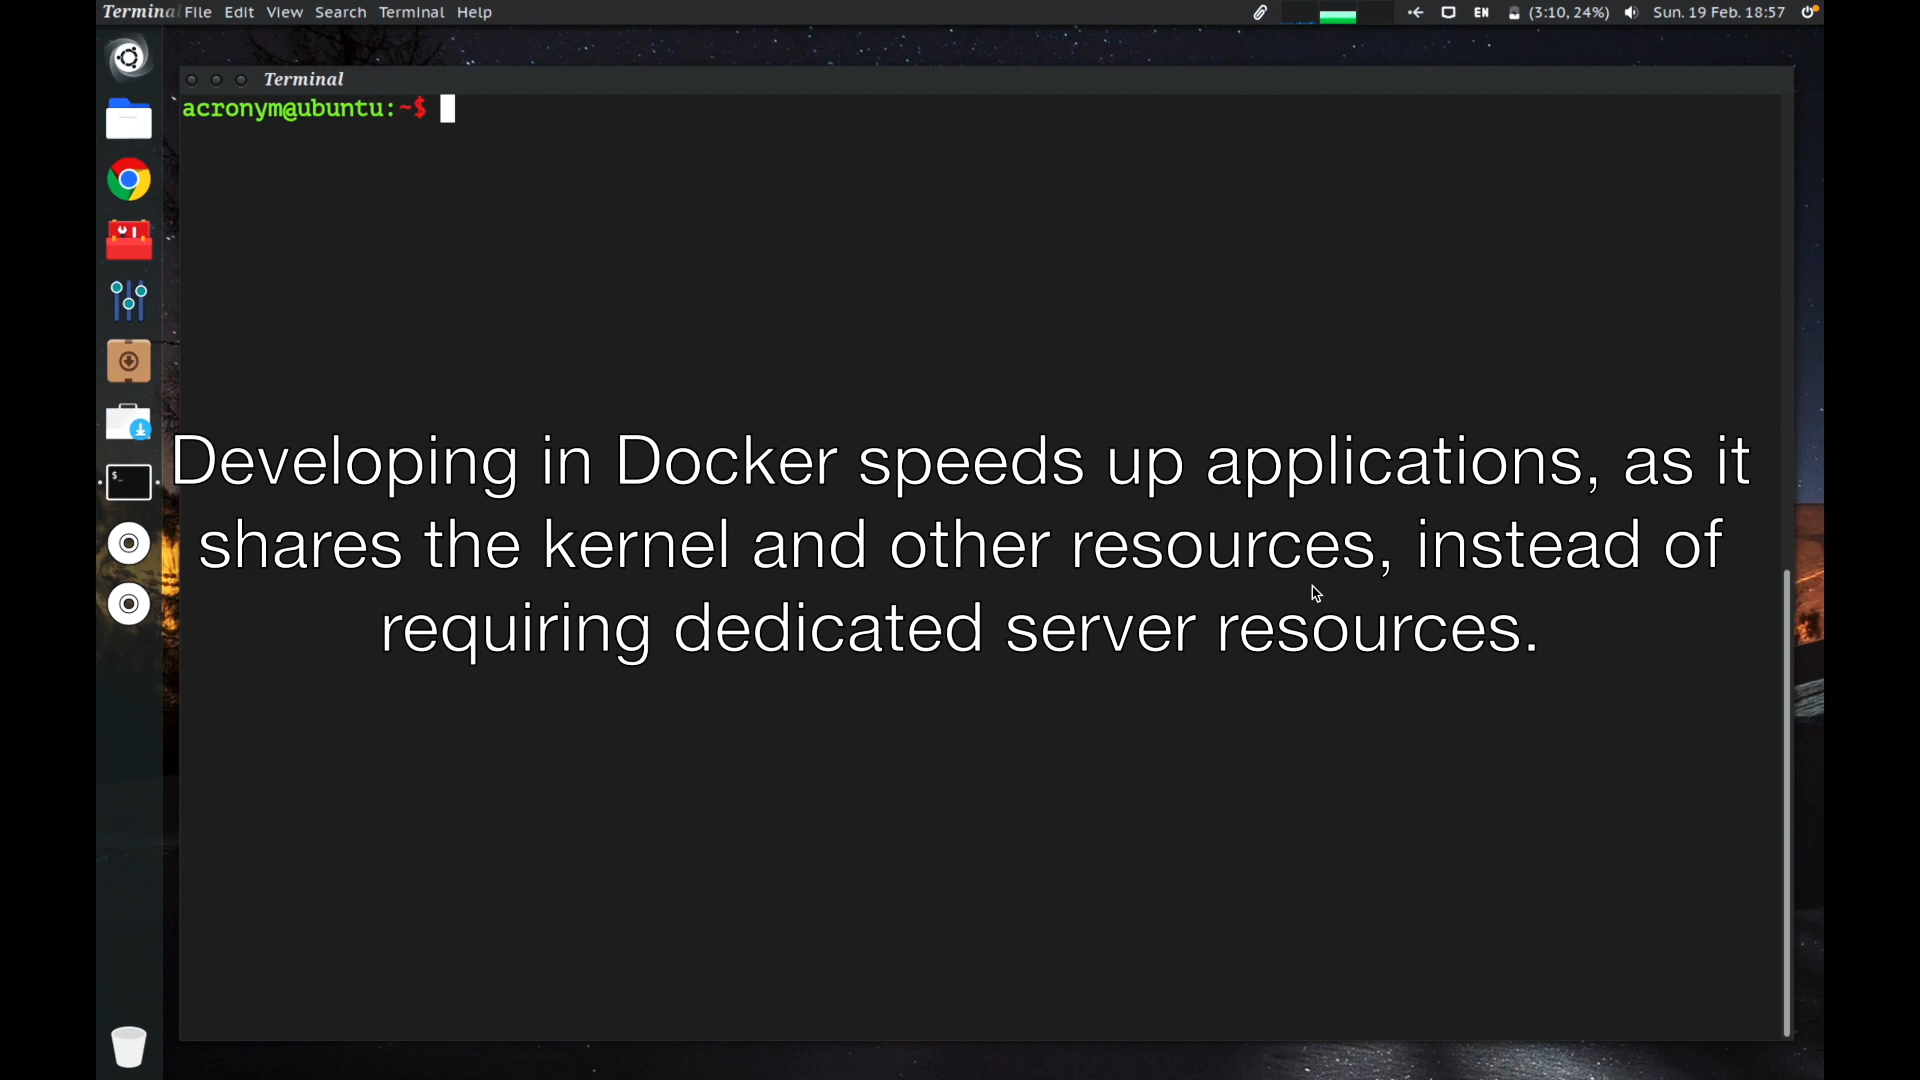 Terminal File Edit View Search Terminal Help
EN (3:10, 24%) Sun. 19 Feb. 18:57
Terminal
acronym@ubuntu:~$
$_
Developing in Docker speeds up applications, as it
shares the kernel and other resources, instead of
requiring dedicated server resources.